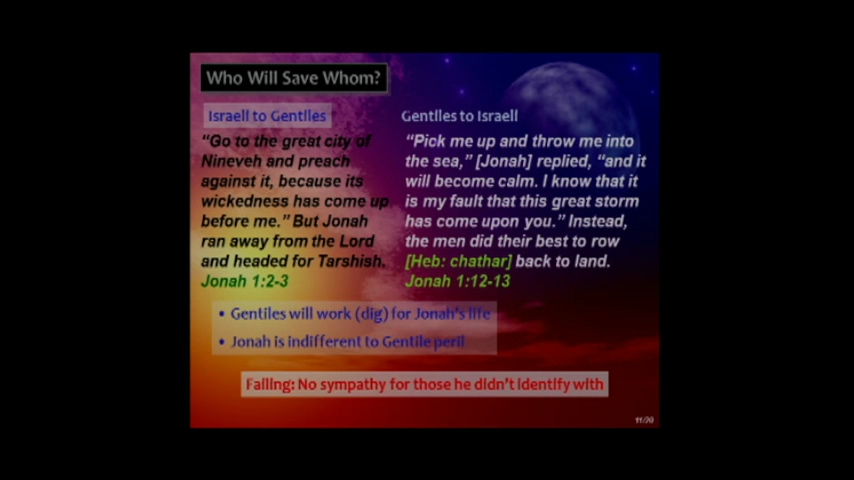 Who Will Save Whom?
Israell to Gentiles
"Go to the great city of
Nineveh and preach
against it, because its
wickedness has come up
before me." But Jonah
ran away from the Lord
and headed for Tarshish.
Jonah 1:2-3
Gentiles to Israell
"Pick me up and throw me into
the sea," [Jonah] replied, "and it
will become calm. I know that it
is my fault that this great storm
has come upon you." Instead,
the men did their best to row
[Heb: chathar] back to land.
Jonah 1:12-13
• Gentiles will work (dig) for Jonah's life
• Jonah is indifferent to Gentile peril
Failing: No sympathy for those he didn't identify with